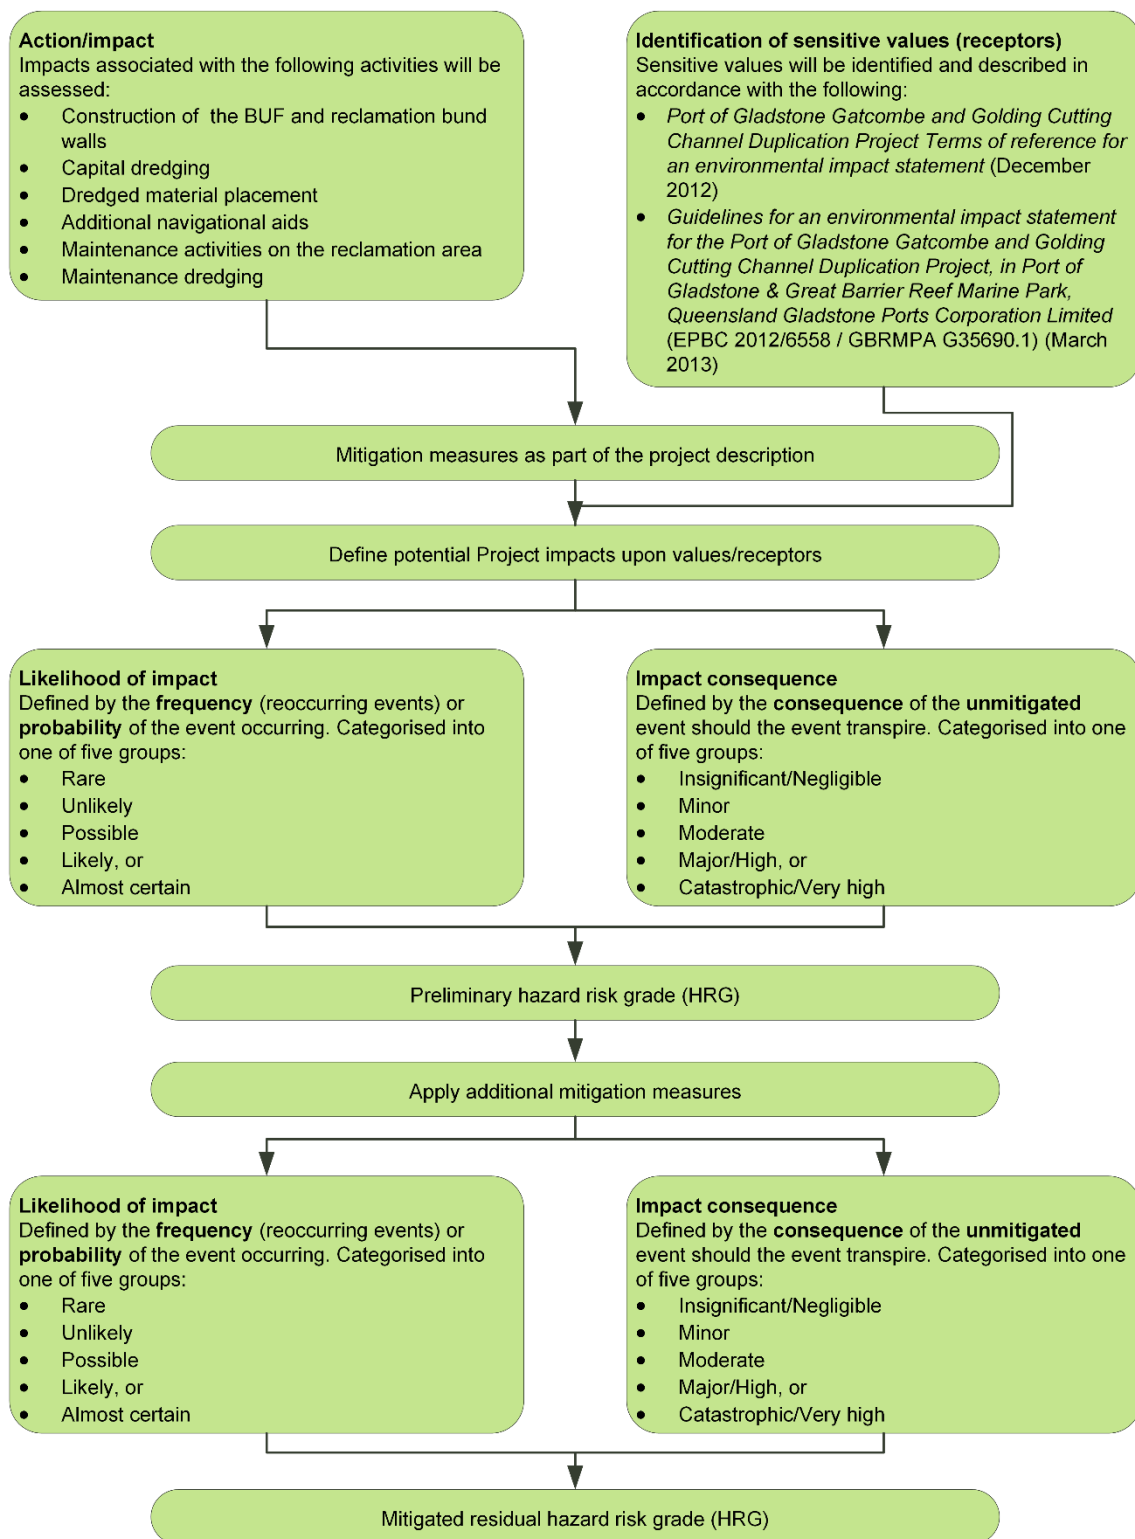 Action/impact
Impacts associated with the following activities will be
assessed:
• Construction of the BUF and reclamation bund
walls
• Capital dredging
• Dredged material placement
• Additional navigational aids
• Maintenance activities on the reclamation area
• Maintenance dredging
Identification of sensitive values (receptors)
Sensitive values will be identified and described in
accordance with the following:
• Port of Gladstone Gatcombe and Golding Cutting
Channel Duplication Project Terms of reference for
an environmental impact statement (December
2012)
• Guidelines for an environmental impact statement
for the Port of Gladstone Gatcombe and Golding
Cutting Channel Duplication Project, in Port of
Gladstone & Great Barrier Reef Marine Park,
Queensland Gladstone Ports Corporation Limited
(EPBC 2012/6558 / GBRMPA G35690.1) (March
2013)
Mitigation measures as part of the project description
Define potential Project impacts upon values/receptors
Likelihood of impact
Defined by the frequency (reoccurring events) or
probability of the event occurring. Categorised into
one of five groups:
• Rare
• Unlikely
• Possible
• Likely, or
• Almost certain
Impact consequence
Defined by the consequence of the unmitigated
event should the event transpire. Categorised into one
of five groups:
• Insignificant/Negligible
• Minor
• Moderate
• Major/High, or
• Catastrophic/Very high
Preliminary hazard risk grade (HRG)
Apply additional mitigation measures
Likelihood of impact
Defined by the frequency (reoccurring events) or
probability of the event occurring. Categorised into
one of five groups:
• Rare
• Unlikely
• Possible
• Likely, or
• Almost certain
Impact consequence
Defined by the consequence of the unmitigated
event should the event transpire. Categorised into one
of five groups:
• Insignificant/Negligible
• Minor
• Moderate
• Major/High, or
• Catastrophic/Very high
Mitigated residual hazard risk grade (HRG)